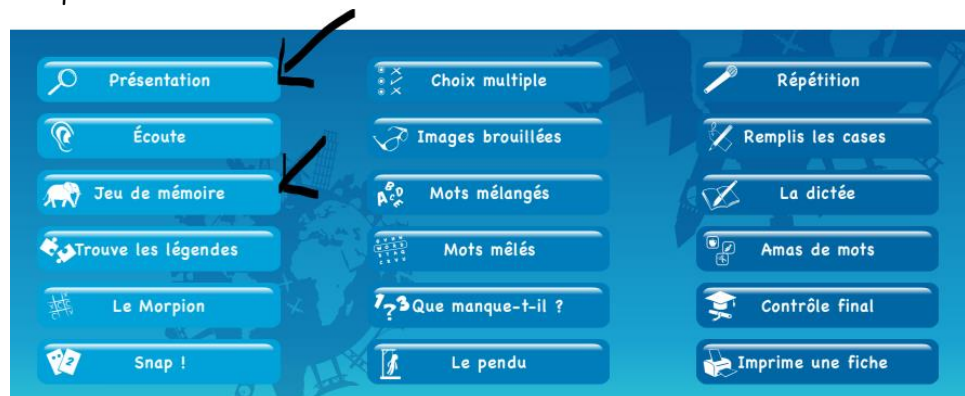 Présentation
Choix multiple
Répétition
Écoute
Images brouillées
Remplis les cases
Jeu de mémoire
Mots mélangés
La dictée
Trouve les légendes
Mots mêlés
Amas de mots
Le Morpion
Que manque-t-il ?
Contrôle final
Snap !
Le pendu
Imprime une fiche